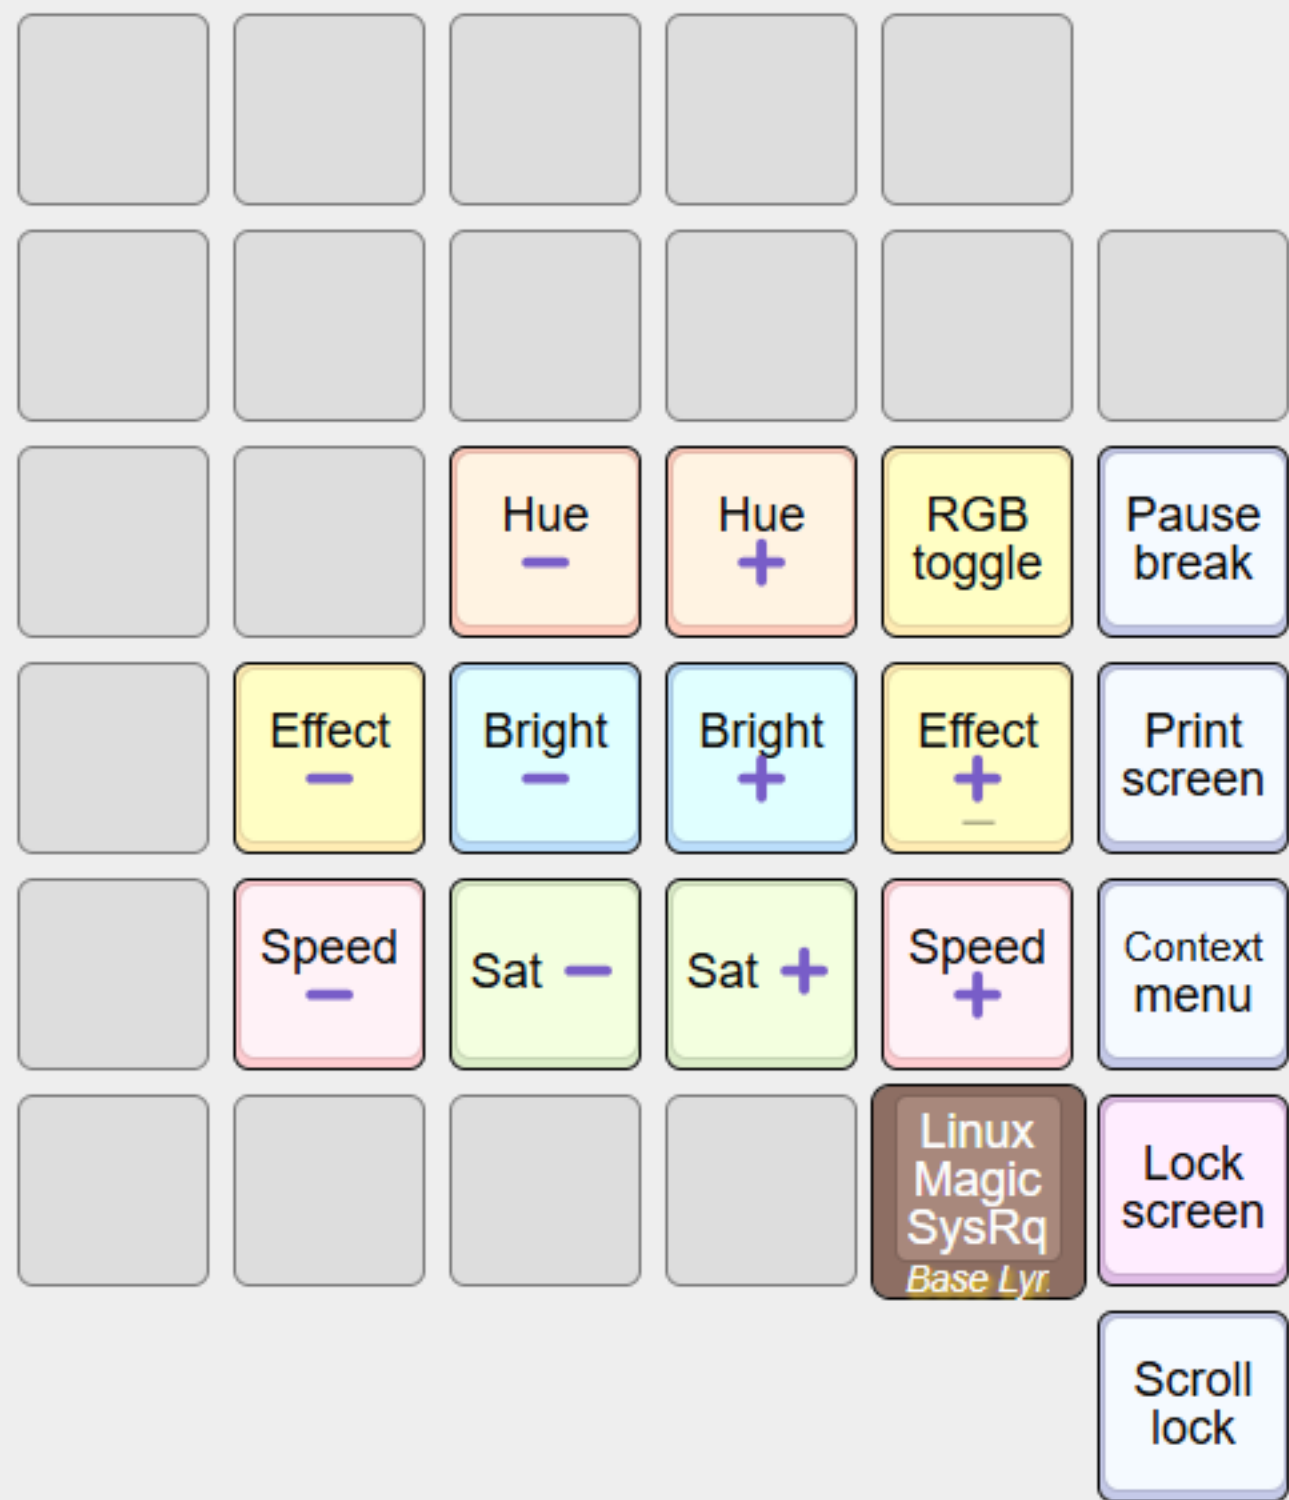 Hue
Hue
RGB
Pause
−
+
toggle
break
Effect
Bright
Bright
Effect
Print
−
−
+
+
screen
−
Speed
Sat −
Sat +
Speed
Context
−
+
menu
Linux
Magic
SysRq
Base Lyr.
Lock
screen
Scroll
lock